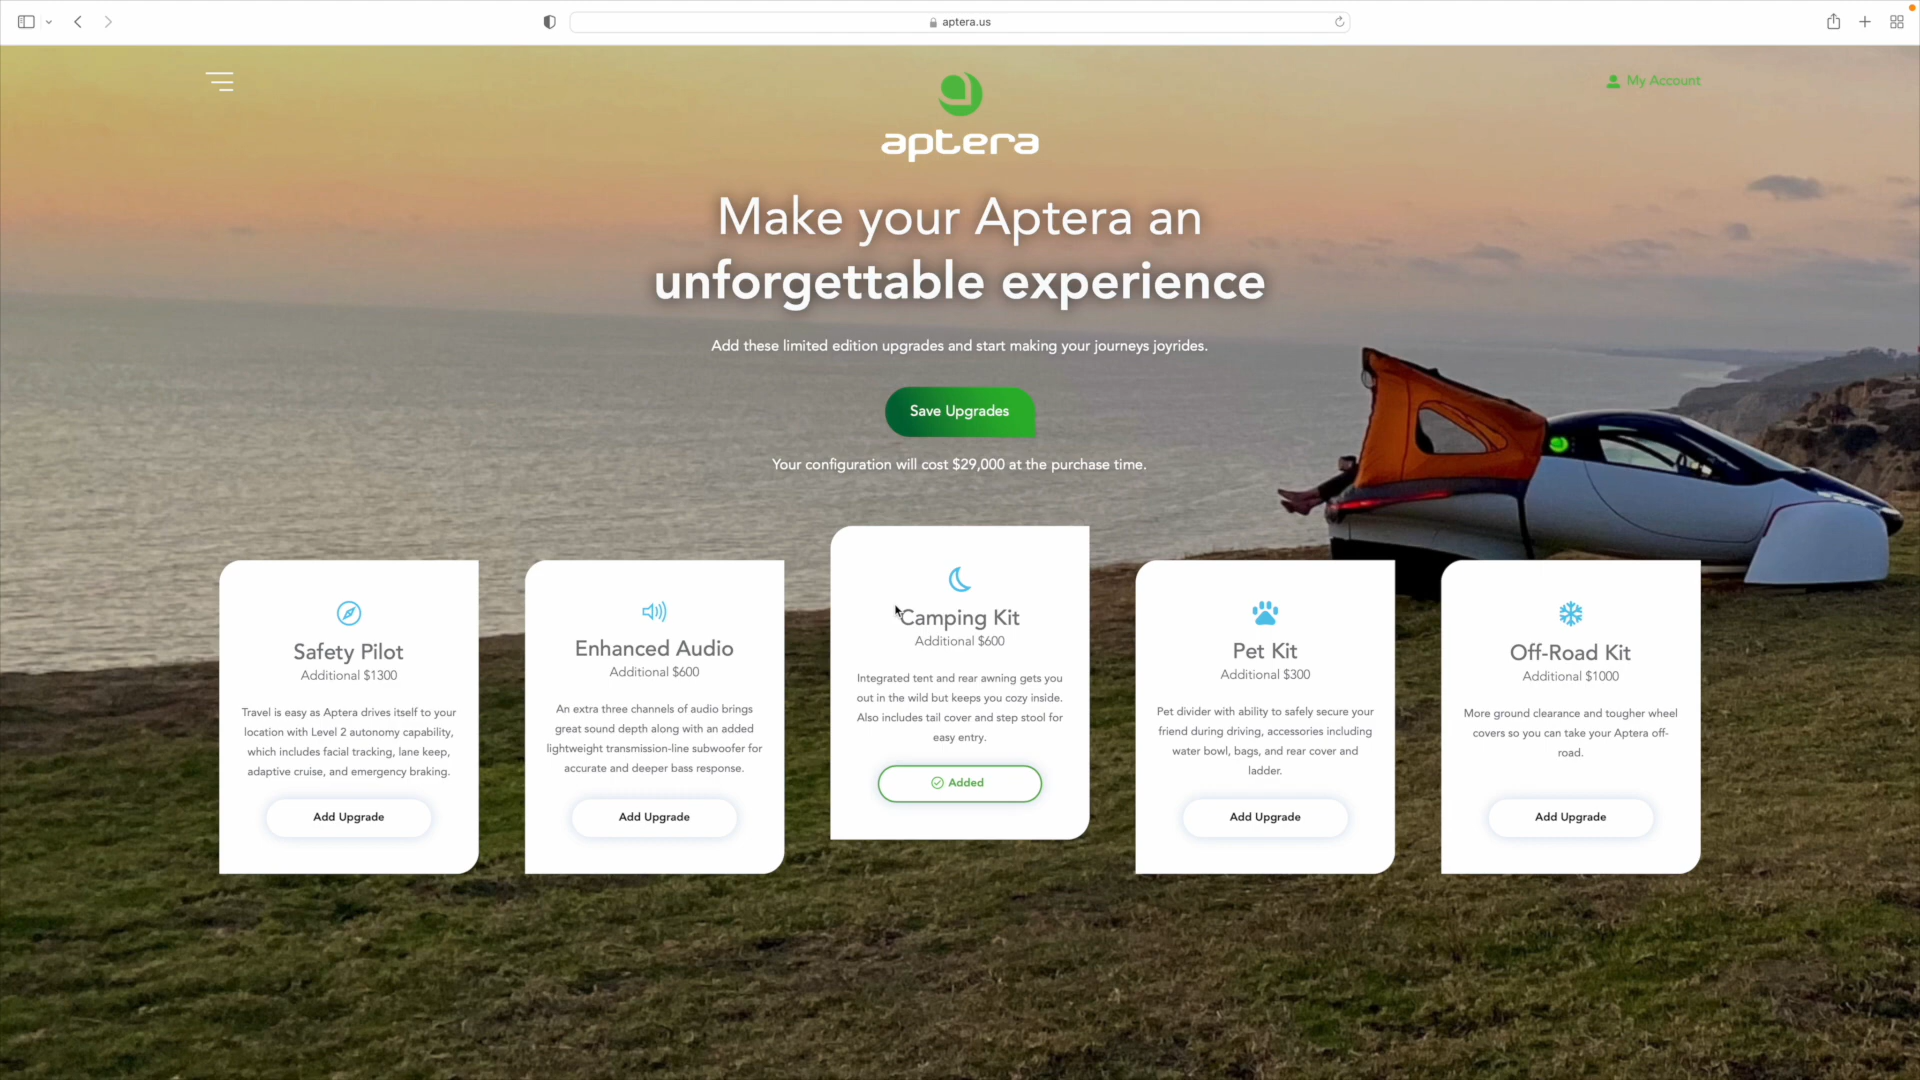 aptera.us
My Account
aptera
Make your Aptera an
unforgettable experience
Add these limited edition upgrades and start making your journeys joyrides.
Save Upgrades
Your configuration will cost $29,000 at the purchase time.
Safety Pilot
Additional $1300
Travel is easy as Aptera drives itself to your
location with Level 2 autonomy capability,
which includes facial tracking, lane keep,
adaptive cruise, and emergency braking.
Add Upgrade
Enhanced Audio
Additional $600
An extra three channels of audio brings
great sound depth along with an added
lightweight transmission-line subwoofer for
accurate and deeper bass response.
Add Upgrade
Camping Kit
Additional $600
Integrated tent and rear awning gets you
out in the wild but keeps you cozy inside.
Also includes tail cover and step stool for
easy entry.
Added
Pet Kit
Additional $300
Pet divider with ability to safely secure your
friend during driving, accessories including
water bowl, bags, and rear cover and
ladder.
Add Upgrade
Off-Road Kit
Additional $1000
More ground clearance and tougher wheel
covers so you can take your Aptera off-
road.
Add Upgrade